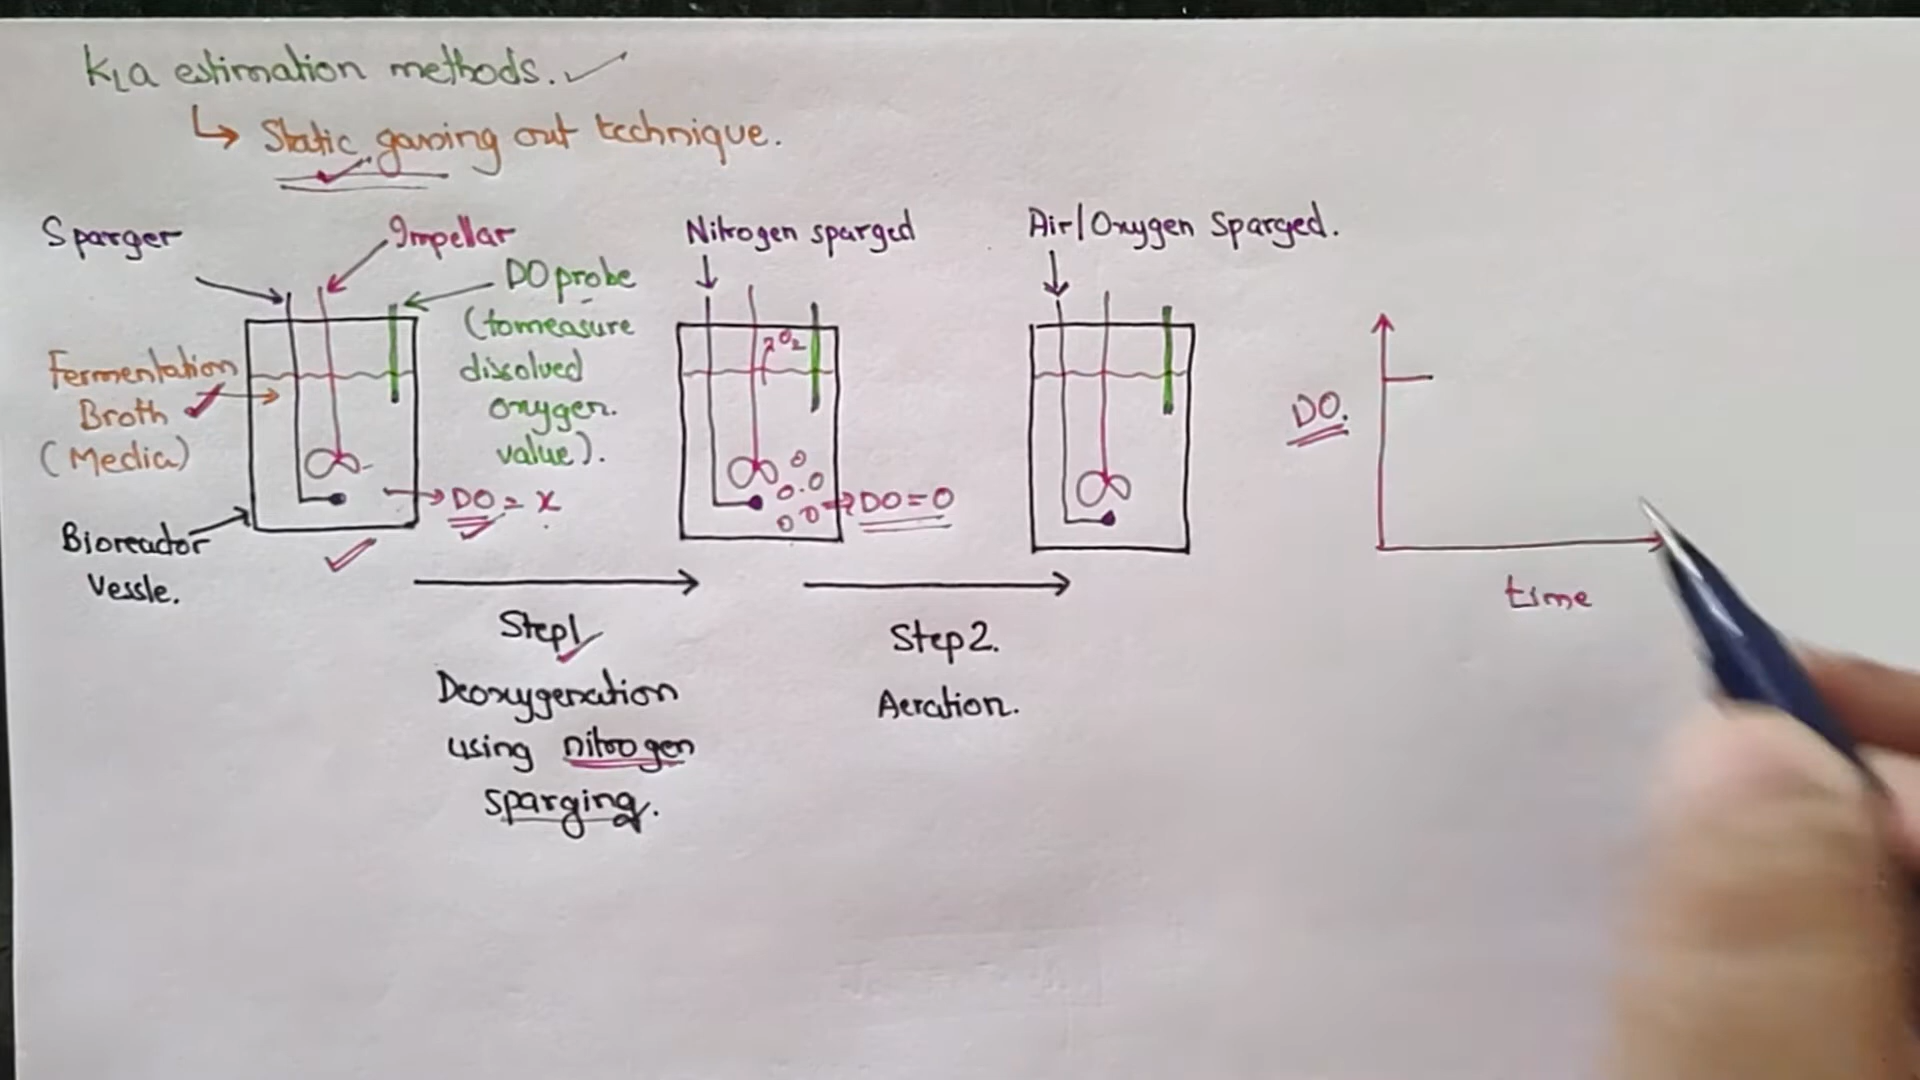 KLa estimation methods.
↳ Static gassing out technique.
Sparger
Impellar
DO probe
(to measure
dissolved
oxygen.
value).
Fermentation
Broth
(Media)
DO = x
Bioreactor
Vessle.
Nitrogen sparged
O2
DO = 0
Air/Oxygen Sparged.
DO.
time
Step1
Deoxygenation
using nitrogen
sparging.
Step 2.
Aeration.